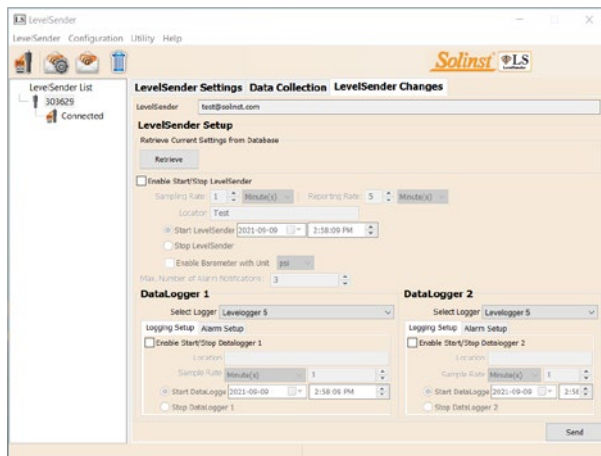 LS LevelSender
LevelSender Configuration Utility Help
Solinst LS
LevelSender List
303629
Connected
LevelSender Settings Data Collection LevelSender Changes
LevelSender test@solinst.com
LevelSender Setup
Retrieve Current Settings from Database
Retrieve
Enable Start/Stop LevelSender
Sampling Rate: 1 Minute(s) Reporting Rate: 5 Minute(s)
Location Test
Start LevelSender 2021-09-09 2:58:09 PM
Stop LevelSender
Enable Barometer with Unit psi
Max. Number of Alarm Notifications: 3
DataLogger 1
Select Logger Levelogger 5
Logging Setup Alarm Setup
Enable Start/Stop Datalogger 1
Location
Sample Rate Minute(s) 1
Start DataLogge 2021-09-09 2:58:09 PM
Stop DataLogger 1
DataLogger 2
Select Logger Levelogger 5
Logging Setup Alarm Setup
Enable Start/Stop Datalogger 2
Location
Sample Rate Minute(s) 1
Start DataLogge 2021-09-09 2:58
Stop DataLogger 2
Send